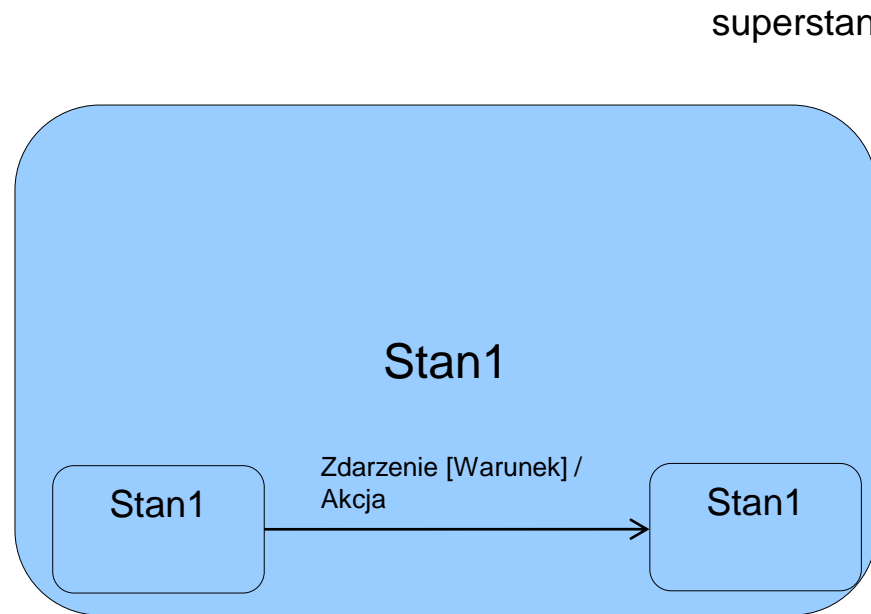 superstan
Stan1
Zdarzenie [Warunek] /
Akcja
Stan1
Stan1